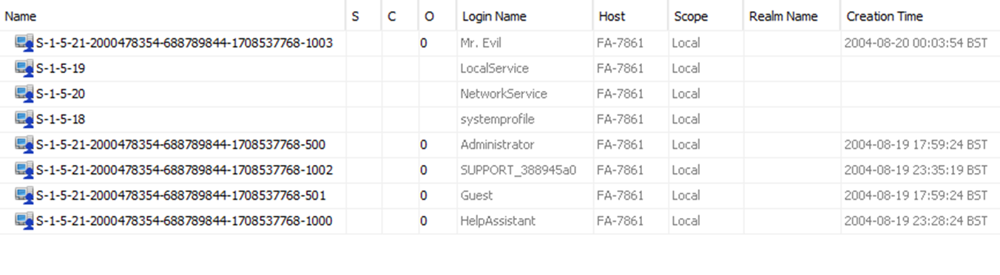 Name S C O Login Name Host Scope Realm Name Creation Time
S-1-5-21-2000478354-688789844-1708537768-1003 0 Mr. Evil FA-7861 Local 2004-08-20 00:03:54 BST
S-1-5-19 LocalService FA-7861 Local
S-1-5-20 NetworkService FA-7861 Local
S-1-5-18 systemprofile FA-7861 Local
S-1-5-21-2000478354-688789844-1708537768-500 0 Administrator FA-7861 Local 2004-08-19 17:59:24 BST
S-1-5-21-2000478354-688789844-1708537768-1002 0 SUPPORT_388945a0 FA-7861 Local 2004-08-19 23:35:19 BST
S-1-5-21-2000478354-688789844-1708537768-501 0 Guest FA-7861 Local 2004-08-19 17:59:24 BST
S-1-5-21-2000478354-688789844-1708537768-1000 0 HelpAssistant FA-7861 Local 2004-08-19 23:28:24 BST